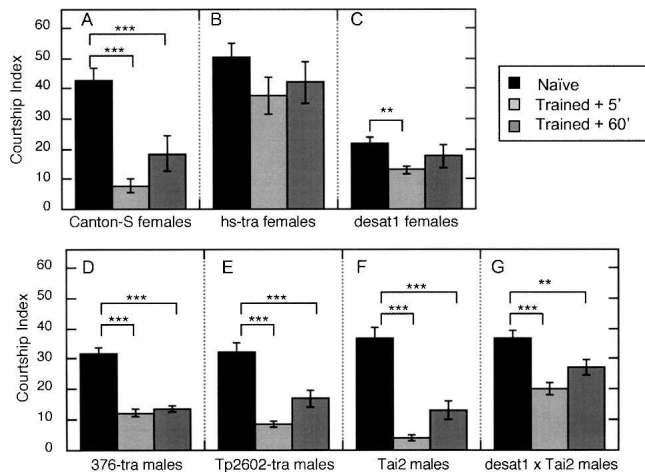 A
B
C
***
***
**
60
50
40
30
20
10
0
Courtship Index
Canton-S females
hs-tra females
desat1 females
Naïve
Trained + 5'
Trained + 60'
D
E
F
G
***
***
***
***
***
***
**
***
60
50
40
30
20
10
0
Courtship Index
376-tra males
Tp2602-tra males
Tai2 males
desat1 x Tai2 males